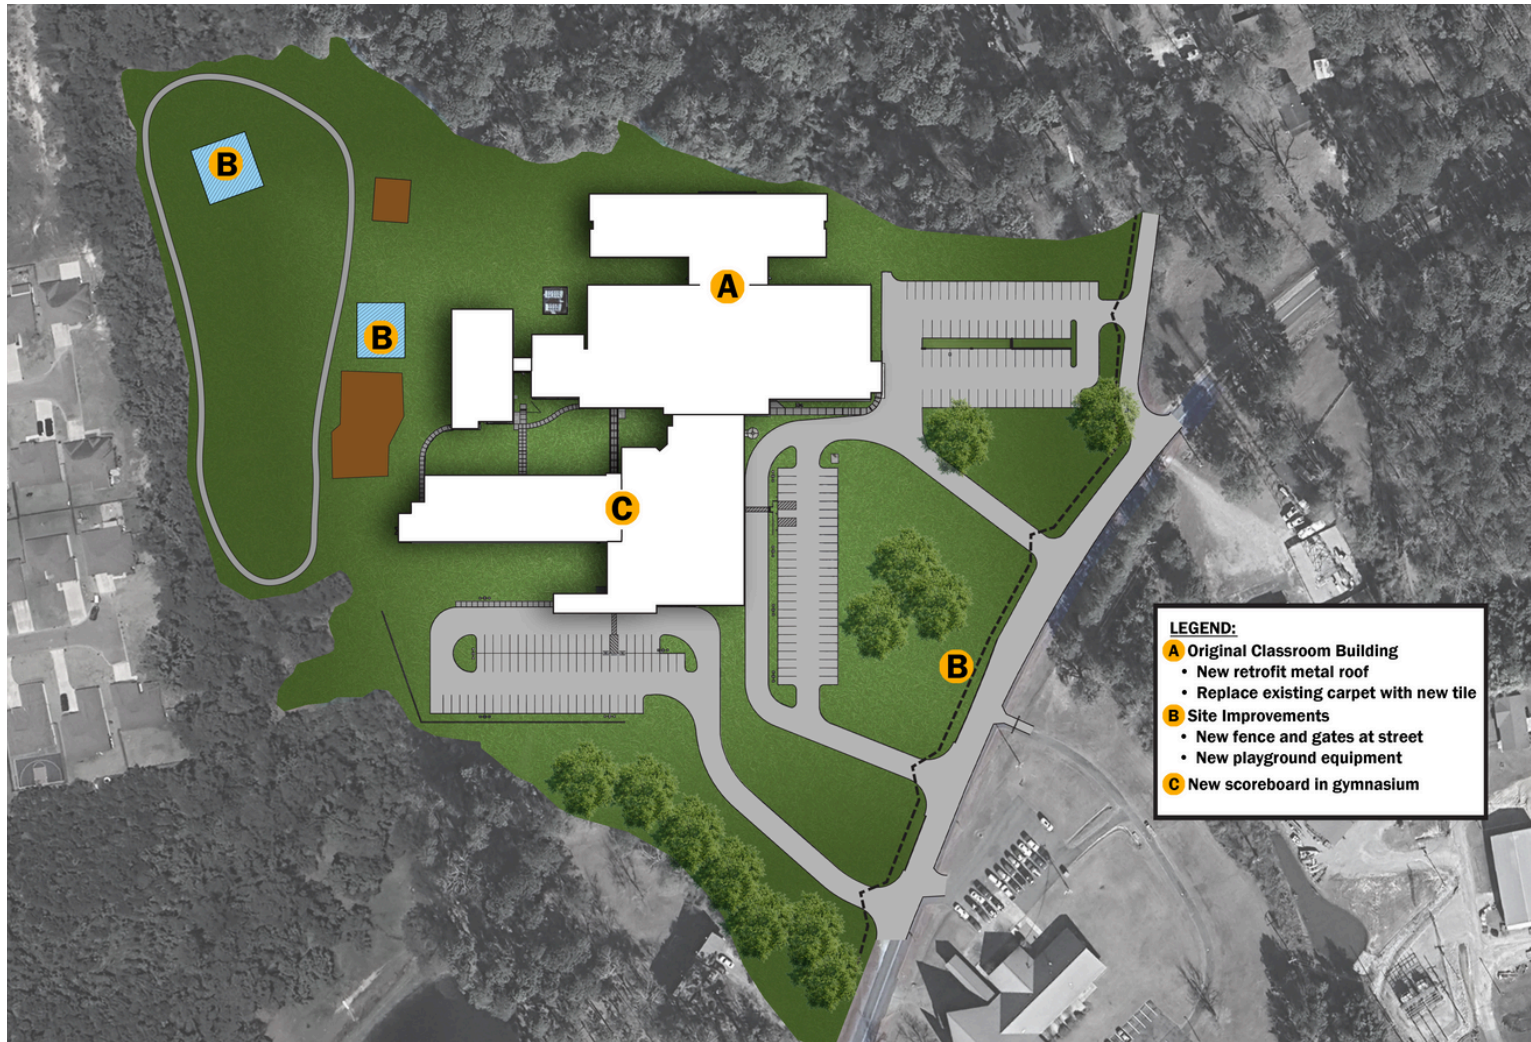 B
B
A
C
B
LEGEND:
A Original Classroom Building
• New retrofit metal roof
• Replace existing carpet with new tile
B Site Improvements
• New fence and gates at street
• New playground equipment
C New scoreboard in gymnasium